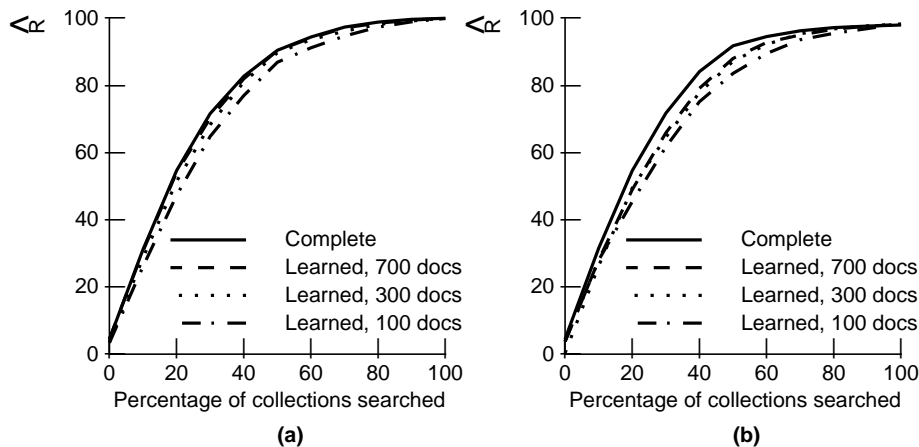 R̂
100
80
60
40
20
0
Complete
Learned, 700 docs
Learned, 300 docs
Learned, 100 docs
0 20 40 60 80 100
Percentage of collections searched
(a)
R̂
100
80
60
40
20
0
Complete
Learned, 700 docs
Learned, 300 docs
Learned, 100 docs
0 20 40 60 80 100
Percentage of collections searched
(b)